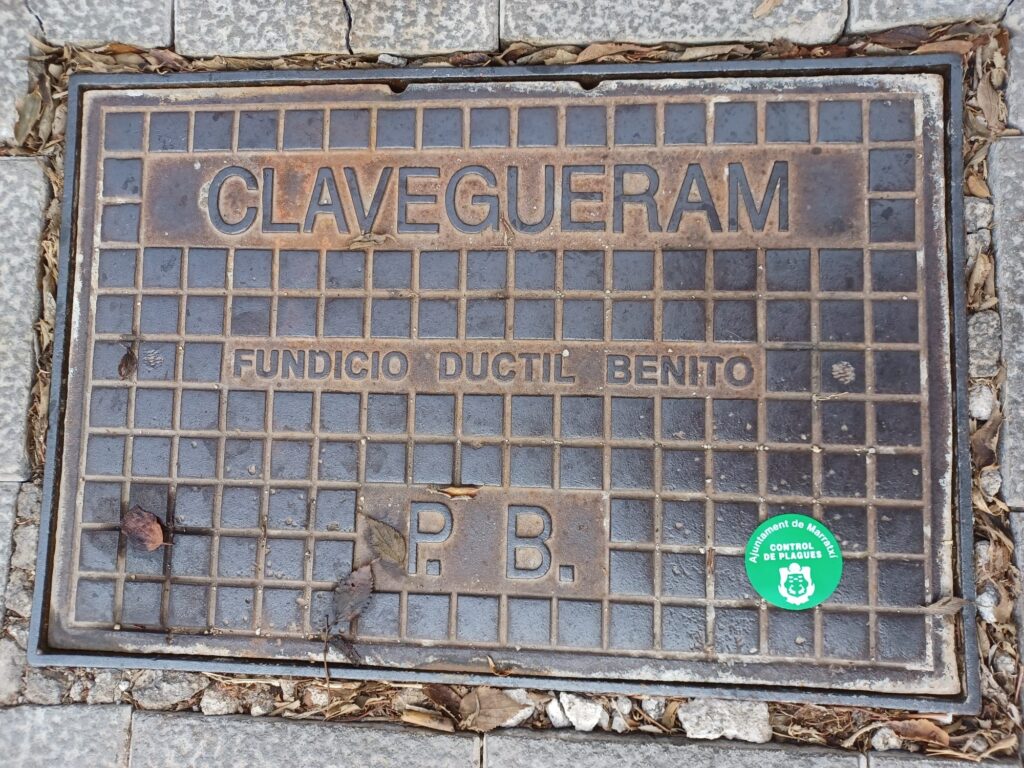 CLAVEGUERAM
FUNDICIO DUCTIL BENITO
P. B.
Ajuntament de Marratxí
CONTROL
DE PLAGUES